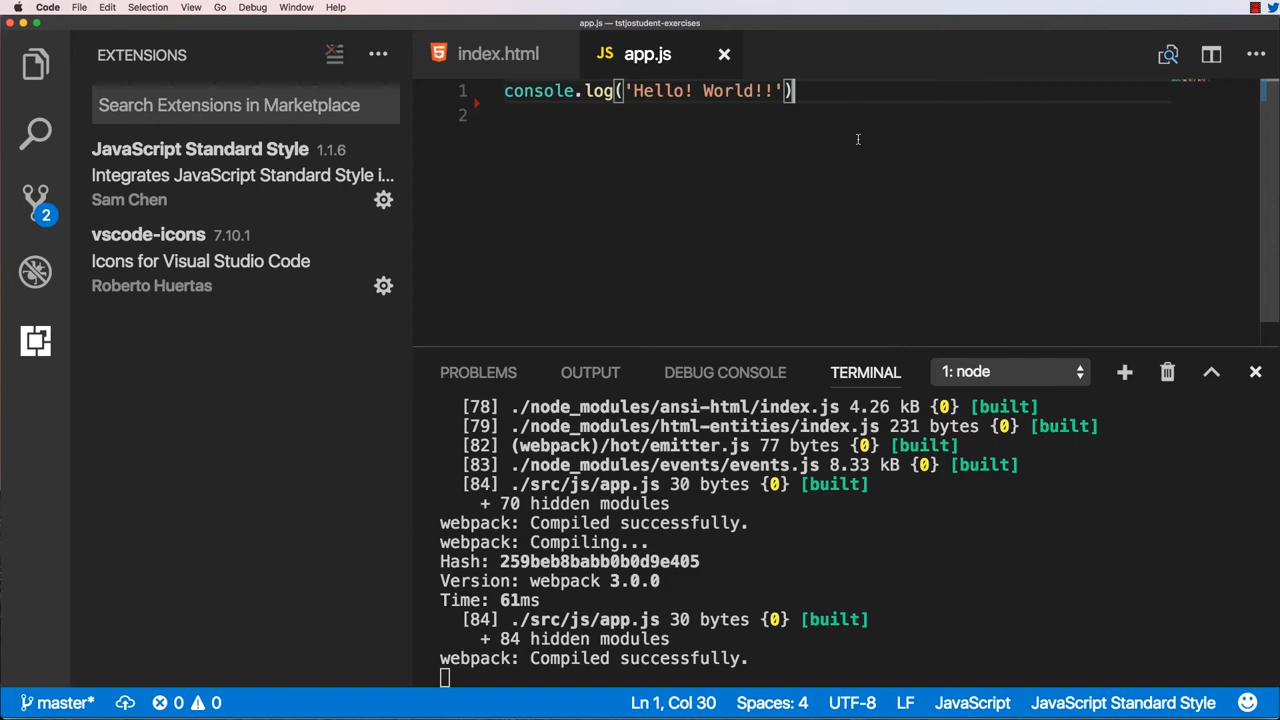 Code File Edit Selection View Go Debug Window Help
app.js — tstjostudent-exercises
EXTENSIONS
index.html
JS app.js
Search Extensions in Marketplace
JavaScript Standard Style 1.1.6
Integrates JavaScript Standard Style i...
Sam Chen
vscode-icons 7.10.1
Icons for Visual Studio Code
Roberto Huertas
2
1 console.log('Hello! World!!')
2
PROBLEMS OUTPUT DEBUG CONSOLE TERMINAL 1: node
[78] ./node_modules/ansi-html/index.js 4.26 kB {0} [built]
[79] ./node_modules/html-entities/index.js 231 bytes {0} [built]
[82] (webpack)/hot/emitter.js 77 bytes {0} [built]
[83] ./node_modules/events/events.js 8.33 kB {0} [built]
[84] ./src/js/app.js 30 bytes {0} [built]
+ 70 hidden modules
webpack: Compiled successfully.
webpack: Compiling...
Hash: 259beb8babb0b0d9e405
Version: webpack 3.0.0
Time: 61ms
[84] ./src/js/app.js 30 bytes {0} [built]
+ 84 hidden modules
webpack: Compiled successfully.
master* 0 0 Ln 1, Col 30 Spaces: 4 UTF-8 LF JavaScript JavaScript Standard Style